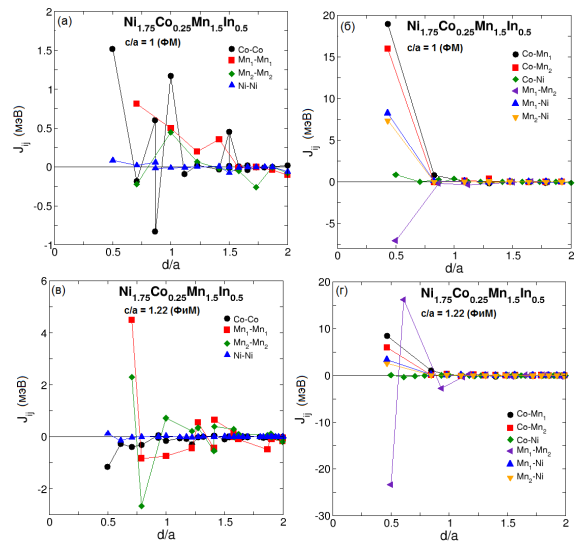 (а)
Ni1.75Co0.25Mn1.5In0.5
c/a = 1 (ФМ)
Co-Co
Mn1-Mn1
Mn2-Mn2
Ni-Ni
Jij (мэВ)
2
1.5
1
0.5
0
-0.5
-1
0 0.5 1 1.5 2
d/a
(б)
Ni1.75Co0.25Mn1.5In0.5
c/a = 1 (ФМ)
Co-Mn1
Co-Mn2
Co-Ni
Mn1-Mn2
Mn1-Ni
Mn2-Ni
Jij (мэВ)
20
15
10
5
0
-5
0 0.5 1 1.5 2
d/a
(в)
Ni1.75Co0.25Mn1.5In0.5
c/a = 1.22 (ФиМ)
Co-Co
Mn1-Mn1
Mn2-Mn2
Ni-Ni
Jij (мэВ)
6
4
2
0
-2
0 0.5 1 1.5 2
d/a
(г)
Ni1.75Co0.25Mn1.5In0.5
c/a = 1.22 (ФиМ)
Co-Mn1
Co-Mn2
Co-Ni
Mn1-Mn2
Mn1-Ni
Mn2-Ni
Jij (мэВ)
20
10
0
-10
-20
-30
0 0.5 1 1.5 2
d/a